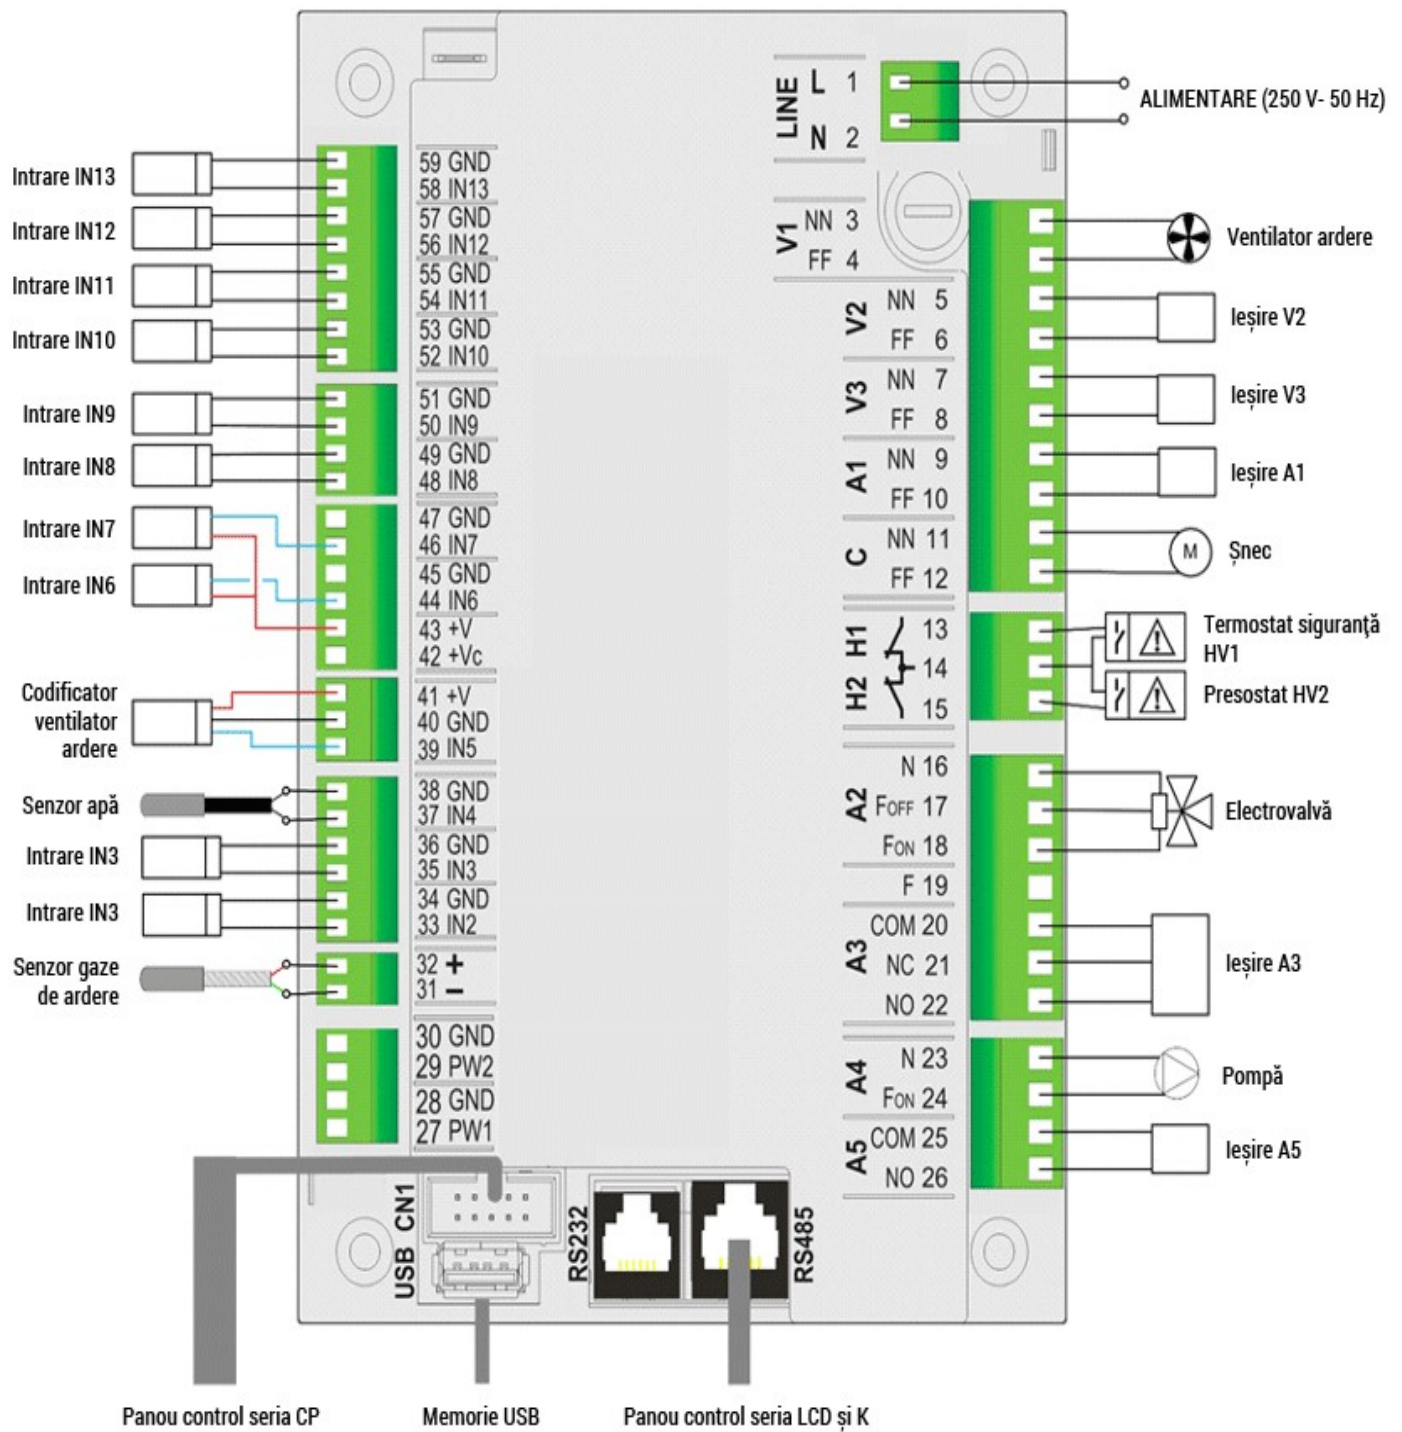 L 1
LINE
N 2
ALIMENTARE (250 V- 50 Hz)
Intrare IN13
59 GND
58 IN13
Intrare IN12
57 GND
56 IN12
Intrare IN11
55 GND
54 IN11
Intrare IN10
53 GND
52 IN10
Intrare IN9
51 GND
50 IN9
Intrare IN8
49 GND
48 IN8
Intrare IN7
47 GND
46 IN7
Intrare IN6
45 GND
44 IN6
43 +V
42 +Vc
Codificator
ventilator
ardere
41 +V
40 GND
39 IN5
Senzor apă
38 GND
37 IN4
Intrare IN3
36 GND
35 IN3
Intrare IN3
34 GND
33 IN2
Senzor gaze
de ardere
32 +
31 −
30 GND
29 PW2
28 GND
27 PW1
V1
NN 3
FF 4
Ventilator ardere
V2
NN 5
FF 6
Ieșire V2
V3
NN 7
FF 8
Ieșire V3
A1
NN 9
FF 10
Ieșire A1
C
NN 11
FF 12
M
Șnec
H1
13
14
H2
15
Termostat siguranţă
HV1
Presostat HV2
A2
N 16
FOFF 17
FON 18
Electrovalvă
F 19
A3
COM 20
NC 21
NO 22
Ieșire A3
A4
N 23
FON 24
Pompă
A5
COM 25
NO 26
Ieșire A5
CN1
USB
RS232
RS485
Panou control seria CP
Memorie USB
Panou control seria LCD și K